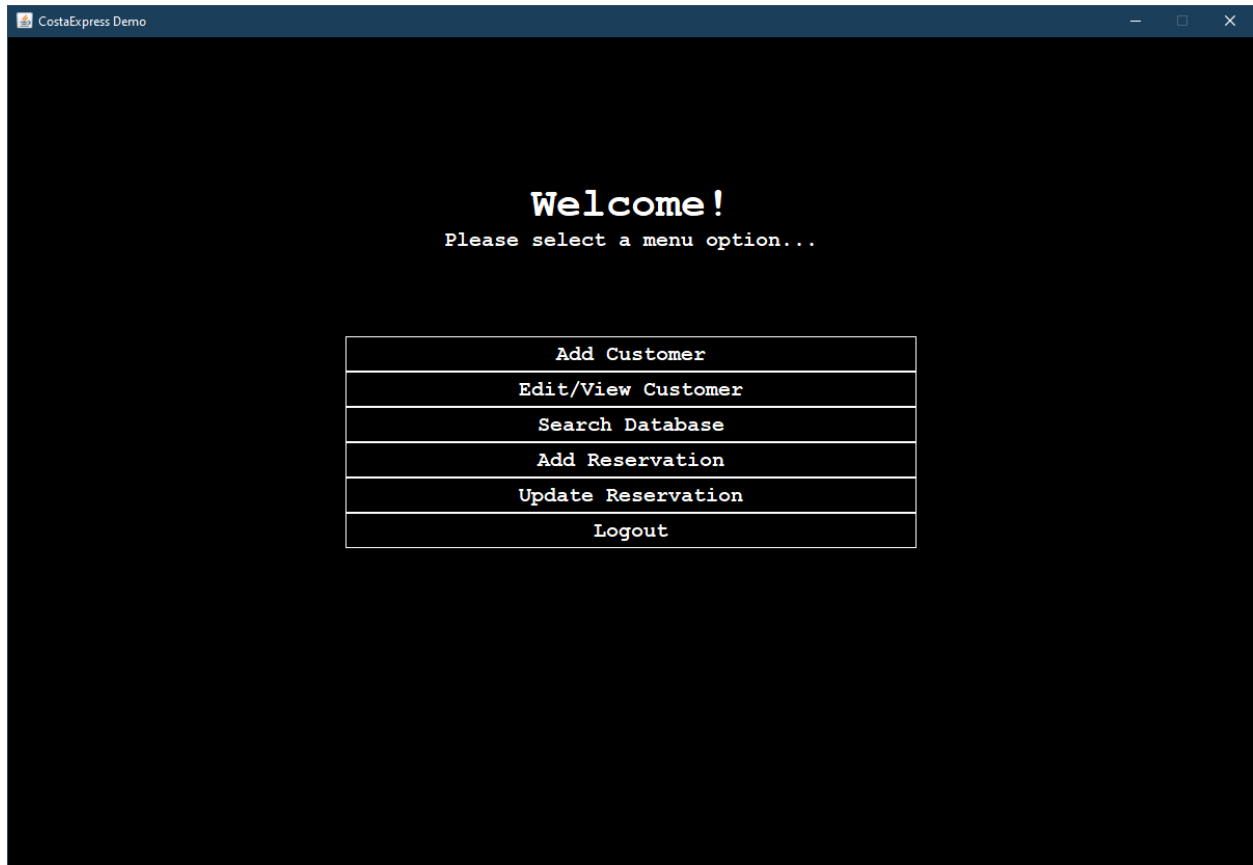 CostaExpress Demo
Welcome!
Please select a menu option...
Add Customer
Edit/View Customer
Search Database
Add Reservation
Update Reservation
Logout